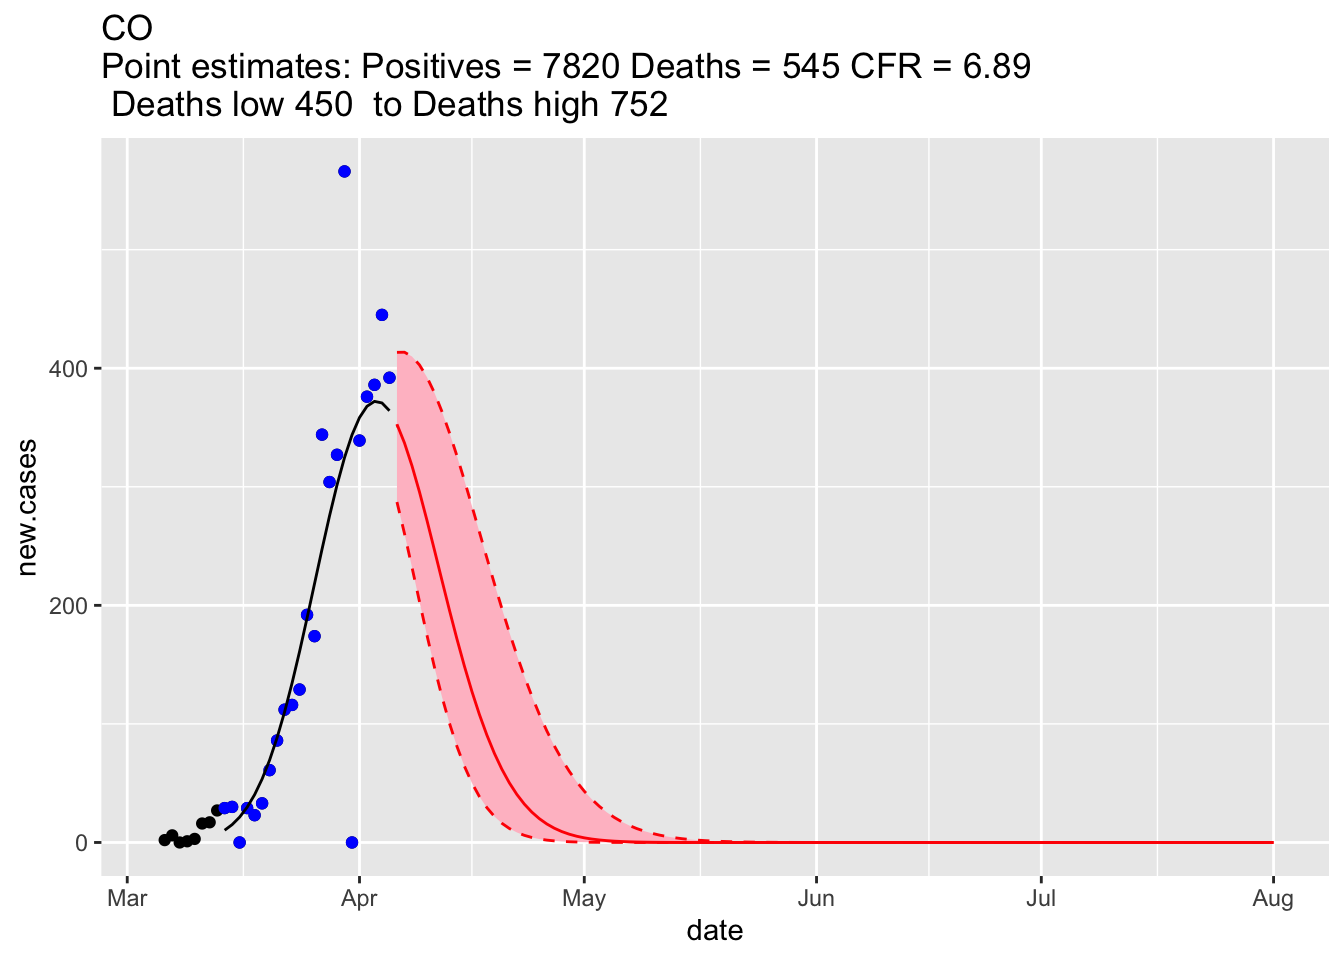 CO
Point estimates: Positives = 7820 Deaths = 545 CFR = 6.89
Deaths low 450  to Deaths high 752
400
200
0
new.cases
Mar Apr May Jun Jul Aug
date